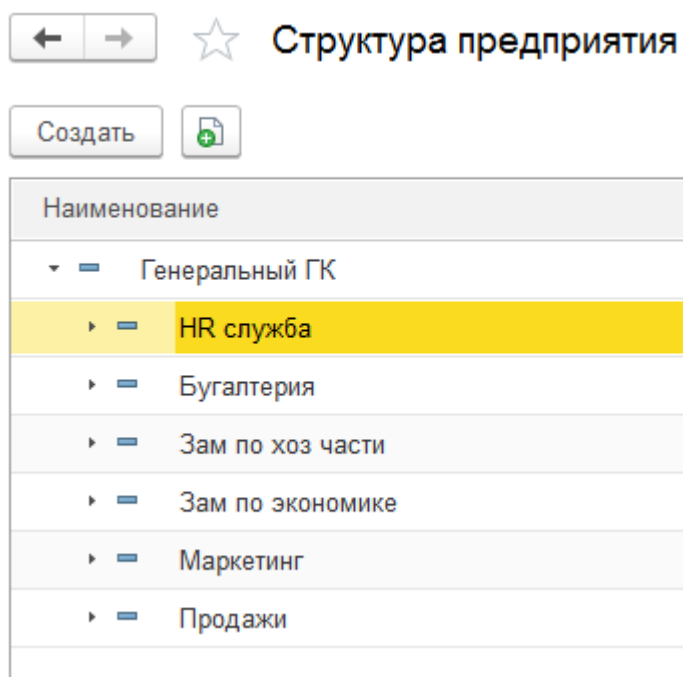 Структура предприятия
Создать
Наименование
Генеральный ГК
HR служба
Бугалтерия
Зам по хоз части
Зам по экономике
Маркетинг
Продажи